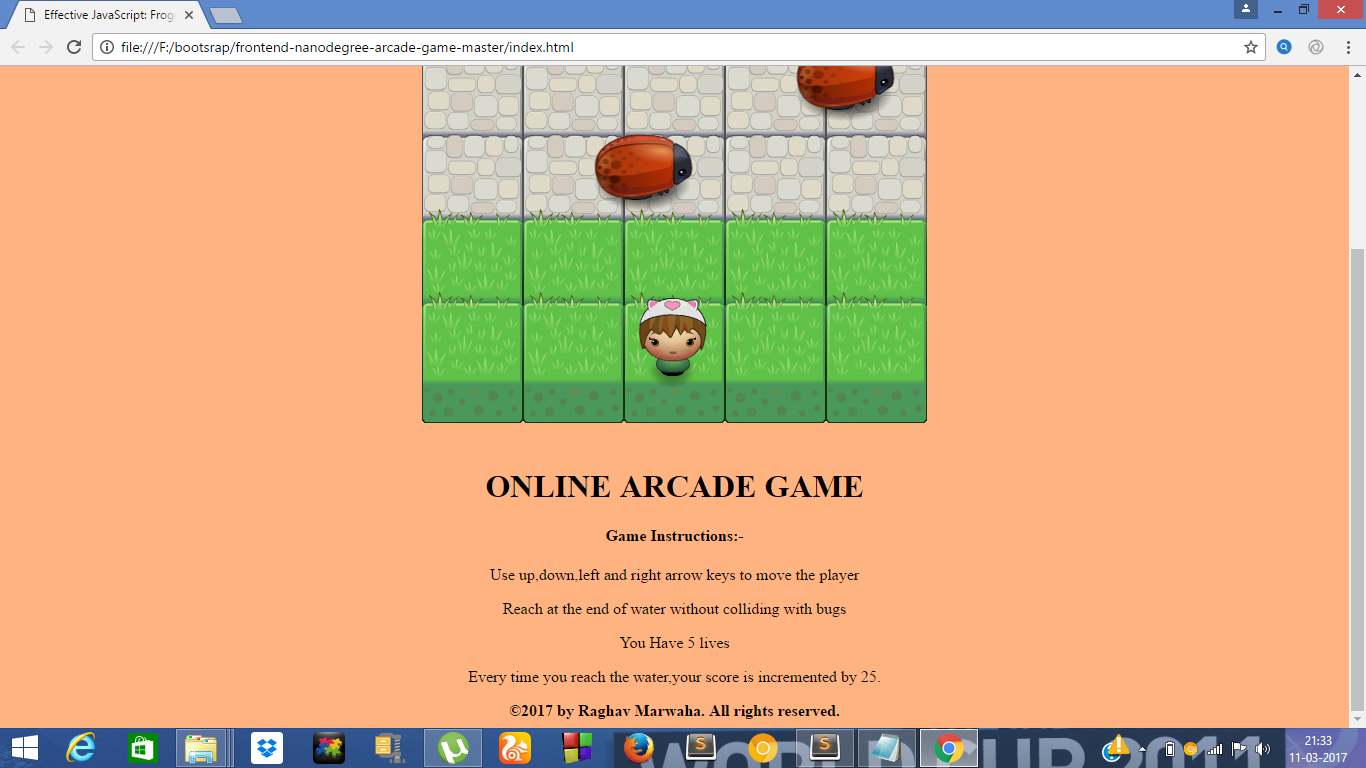 Effective JavaScript: Frog
file:///F:/bootsrap/frontend-nanodegree-arcade-game-master/index.html
ONLINE ARCADE GAME
Game Instructions:-
Use up,down,left and right arrow keys to move the player
Reach at the end of water without colliding with bugs
You Have 5 lives
Every time you reach the water,your score is incremented by 25.
©2017 by Raghav Marwaha. All rights reserved.
WORLD CUP 2011
21:33
11-03-2017